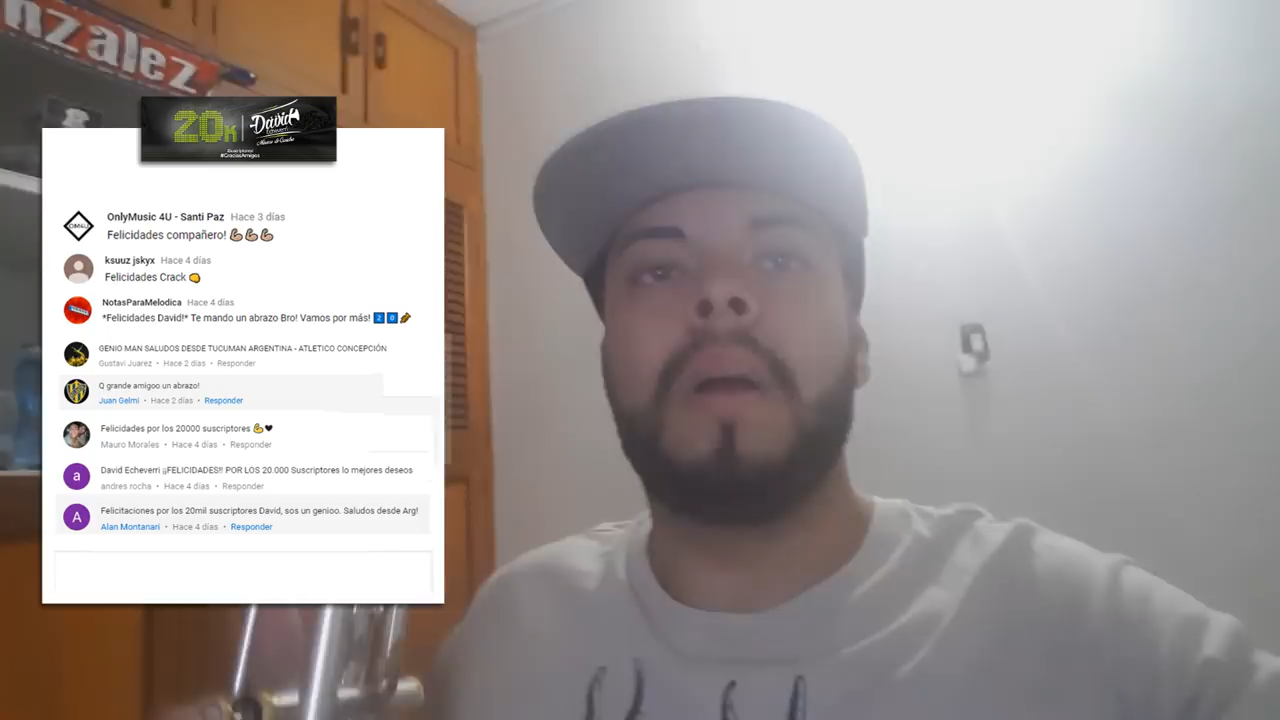 nzalez
20K
David
Echeverri
Música de Cancha
#GraciasAmigos
OnlyMusic 4U - Santi Paz Hace 3 días
Felicidades compañero! 💪🏼💪🏼💪🏼
ksuuz jskyx Hace 4 días
Felicidades Crack 👊
NotasParaMelodica Hace 4 días
*Felicidades David!* Te mando un abrazo Bro! Vamos por más! 2️⃣0️⃣🎺
GENIO MAN SALUDOS DESDE TUCUMAN ARGENTINA - ATLETICO CONCEPCIÓN
Gustavi Juarez • Hace 2 días • Responder
Q grande amigoo un abrazo!
Juan Gelmi • Hace 2 días • Responder
Felicidades por los 20000 suscriptores 💪🖤
Mauro Morales • Hace 4 días • Responder
a
David Echeverri ¡¡FELICIDADES!! POR LOS 20.000 Suscriptores lo mejores deseos
andres rocha • Hace 4 días • Responder
A
Felicitaciones por los 20mil suscriptores David, sos un genioo. Saludos desde Arg!
Alan Montanari • Hace 4 días • Responder